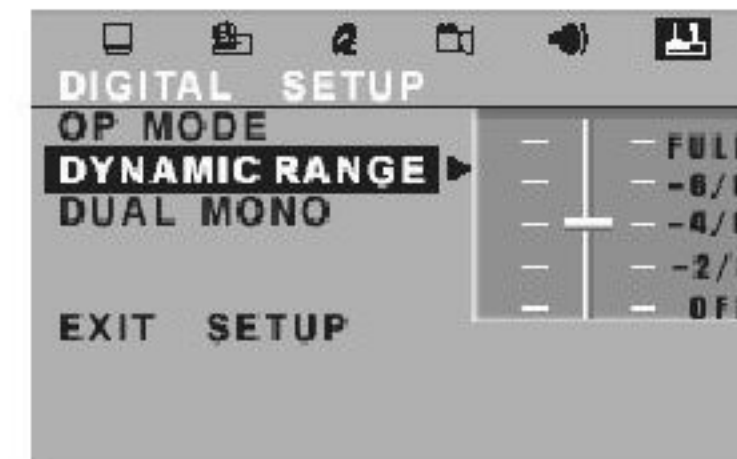 DIGITAL SETUP
OP MODE
DYNAMIC RANGE
DUAL MONO
EXIT SETUP